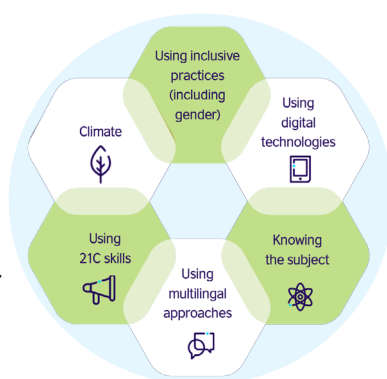 Using inclusive
practices
(including
gender)
Using
digital
technologies
Knowing
the subject
Using
multilingal
approaches
Using
21C skills
Climate